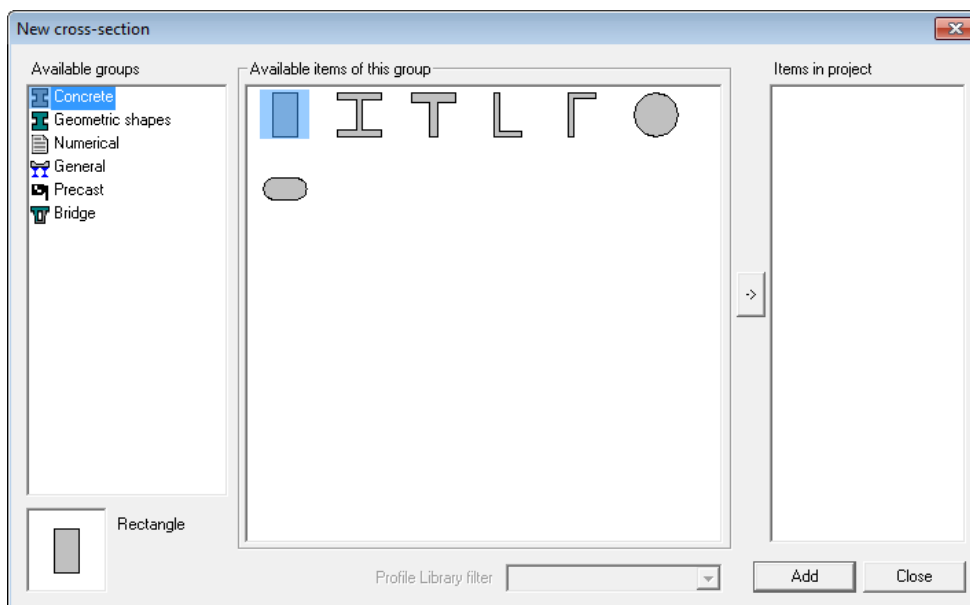 New cross-section
Available groups
Available items of this group
Items in project
Concrete
Geometric shapes
Numerical
General
Precast
Bridge
->
Rectangle
Profile Library filter
Add
Close